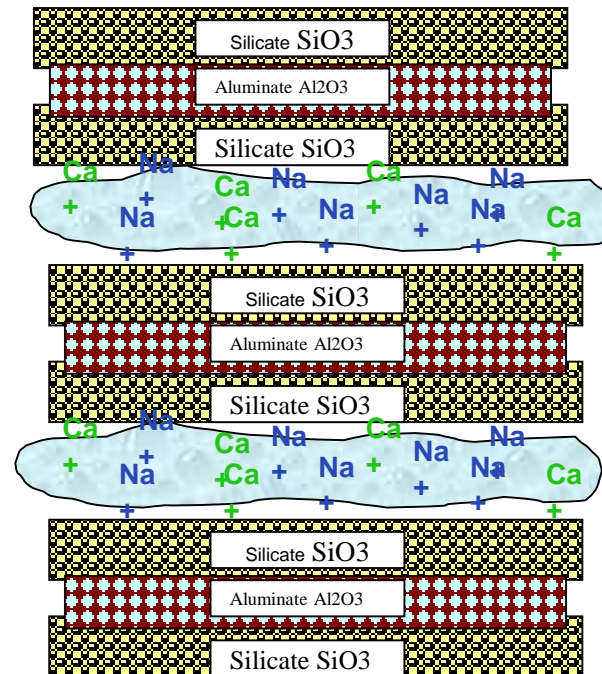 Silicate SiO3
Aluminate Al2O3
Silicate SiO3
Ca Na Ca Na Ca Na Na
+ + + + + + +
Na Ca Na Na Ca
+ + + + +
Silicate SiO3
Aluminate Al2O3
Silicate SiO3
Ca Na Ca Na Ca Na Na
+ + + + + + +
Na Ca Na Na Ca
+ + + + +
Silicate SiO3
Aluminate Al2O3
Silicate SiO3